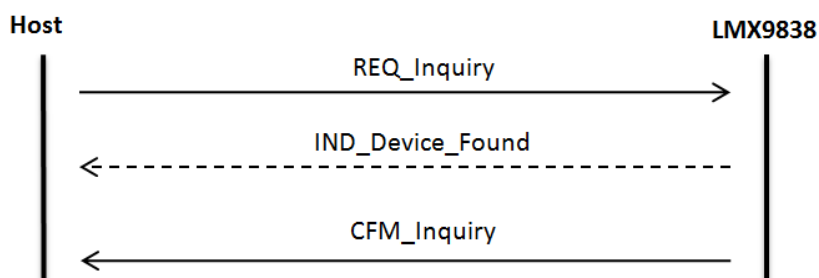 Host
LMX9838
REQ_Inquiry
IND_Device_Found
CFM_Inquiry